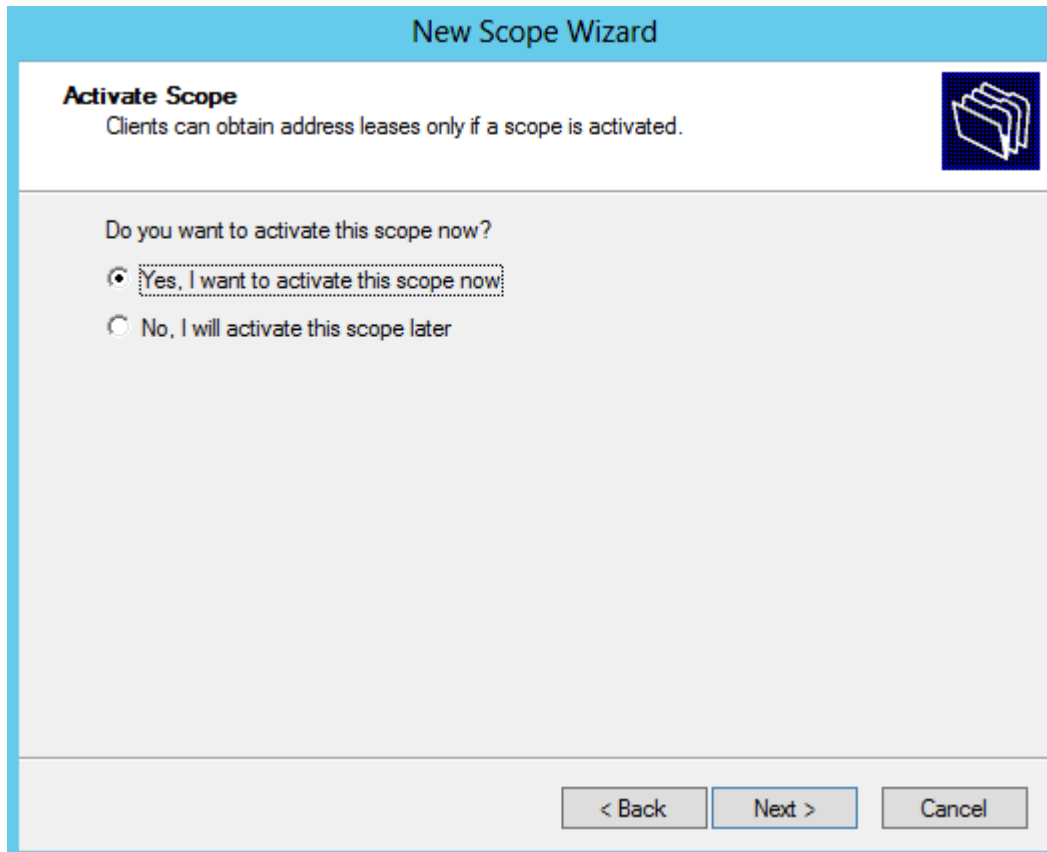 New Scope Wizard
Activate Scope
Clients can obtain address leases only if a scope is activated.
Do you want to activate this scope now?
Yes, I want to activate this scope now
No, I will activate this scope later
< Back Next > Cancel